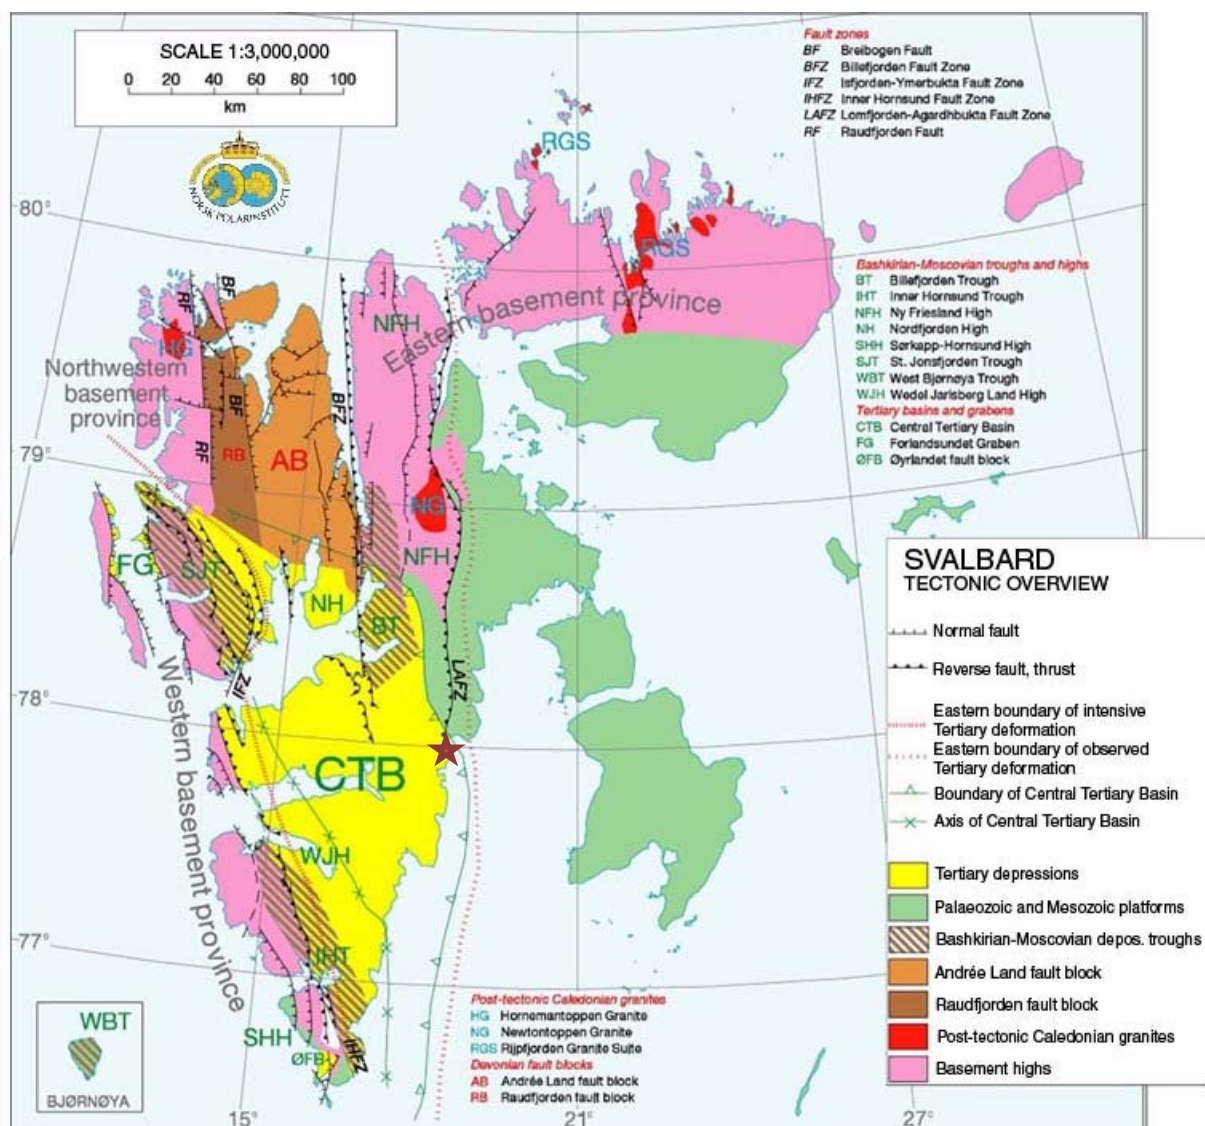 SCALE 1:3,000,000
0 20 40 60 80 100
km
NORSK POLARINSTITUTT
Fault zones
BF Breibogen Fault
BFZ Billefjorden Fault Zone
IFZ Isfjorden-Ymerbukta Fault Zone
IHFZ Inner Hornsund Fault Zone
LAFZ Lomfjorden-Agardhbukta Fault Zone
RF Raudfjorden Fault
RGS
80°
RGS
Bashkirian-Moscovian troughs and highs
BT Billefjorden Trough
IHT Inner Hornsund Trough
NFH Ny Friesland High
NH Nordfjorden High
SHH Sørkapp-Hornsund High
SJT St. Jonsfjorden Trough
WBT West Bjørnøya Trough
WJH Wedel Jarlsberg Land High
Tertiary basins and grabens
CTB Central Tertiary Basin
FG Forlandsundet Graben
ØFB Øyrlandet fault block
RF
BF
NFH
Eastern basement province
HG
Northwestern
basement
province
BF
BFZ
79°
RF
RB
AB
NG
NFH
FG
SJT
NH
BT
LAFZ
IFZ
78°
Western basement province
CTB
WJH
77°
IHT
SHH
ØFB
IHFZ
WBT
BJØRNØYA
15°
21°
27°
Post-tectonic Caledonian granites
HG Hornemantoppen Granite
NG Newtontoppen Granite
RGS Rijpfjorden Granite Suite
Devonian fault blocks
AB Andrée Land fault block
RB Raudfjorden fault block
SVALBARD
TECTONIC OVERVIEW
Normal fault
Reverse fault, thrust
Eastern boundary of intensive
Tertiary deformation
Eastern boundary of observed
Tertiary deformation
Boundary of Central Tertiary Basin
Axis of Central Tertiary Basin
Tertiary depressions
Palaeozoic and Mesozoic platforms
Bashkirian-Moscovian depos. troughs
Andrée Land fault block
Raudfjorden fault block
Post-tectonic Caledonian granites
Basement highs